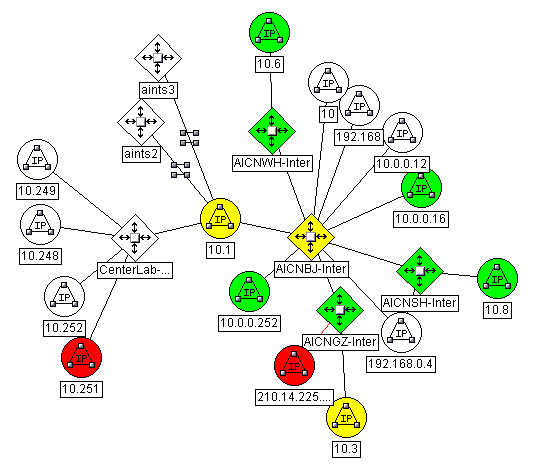 IP
10.6
aints3
IP
10
IP
192.168
aints2
AICNWH-Inter
IP
10.0.0.12
IP
10.249
IP
10.0.0.16
IP
10.248
IP
10.1
CenterLab-...
AICNBJ-Inter
IP
10.252
IP
10.0.0.252
AICNSH-Inter
IP
10.8
AICNGZ-Inter
IP
192.168.0.4
IP
10.251
IP
210.14.225....
IP
10.3